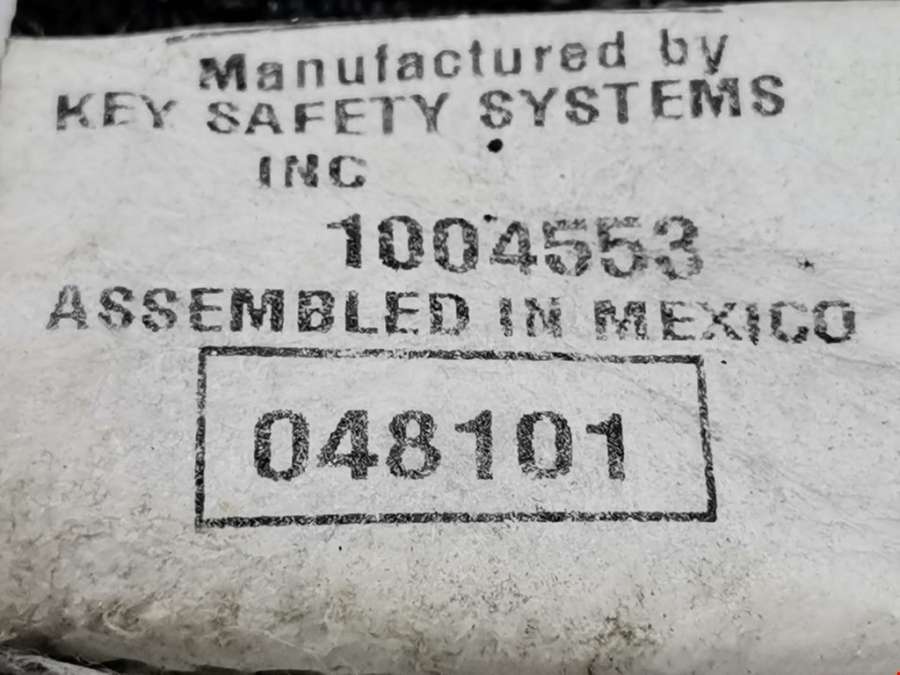 Manufactured by
KEY SAFETY SYSTEMS
INC
1004553
ASSEMBLED IN MEXICO
048101